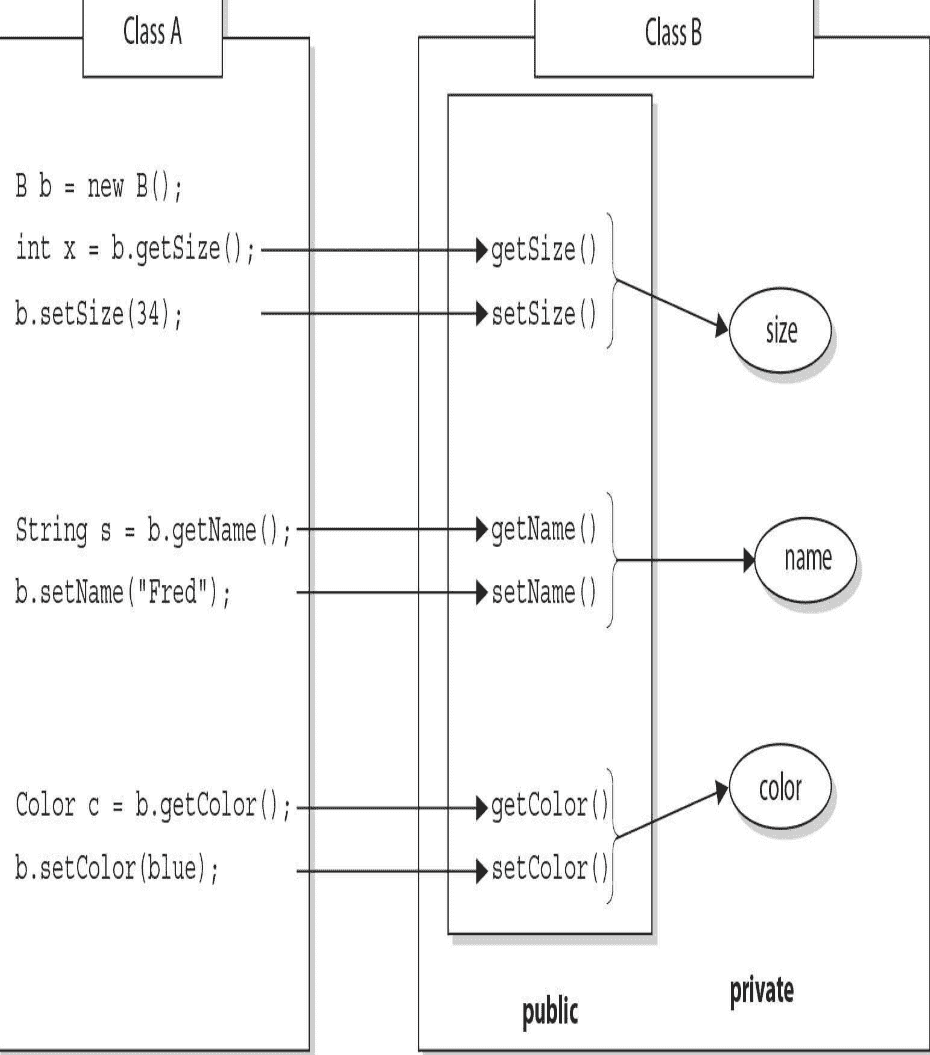 Class A
Class B
B b = new B();
int x = b.getSize();
b.setSize(34);
getSize()
setSize()
size
String s = b.getName();
b.setName("Fred");
getName()
setName()
name
Color c = b.getColor();
b.setColor(blue);
getColor()
setColor()
color
public
private